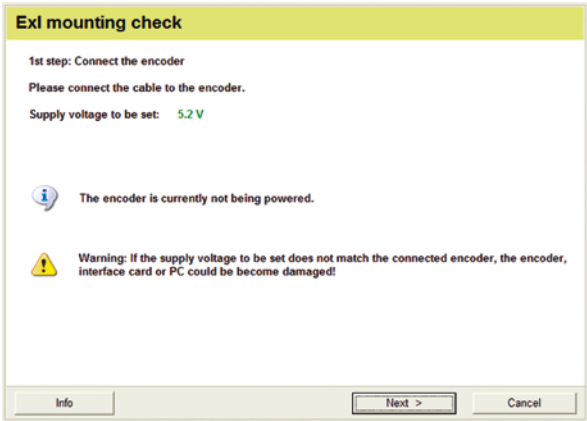 ExI mounting check
1st step: Connect the encoder
Please connect the cable to the encoder.
Supply voltage to be set: 5.2 V
The encoder is currently not being powered.
Warning: If the supply voltage to be set does not match the connected encoder, the encoder,
interface card or PC could be become damaged!
Info
Next >
Cancel